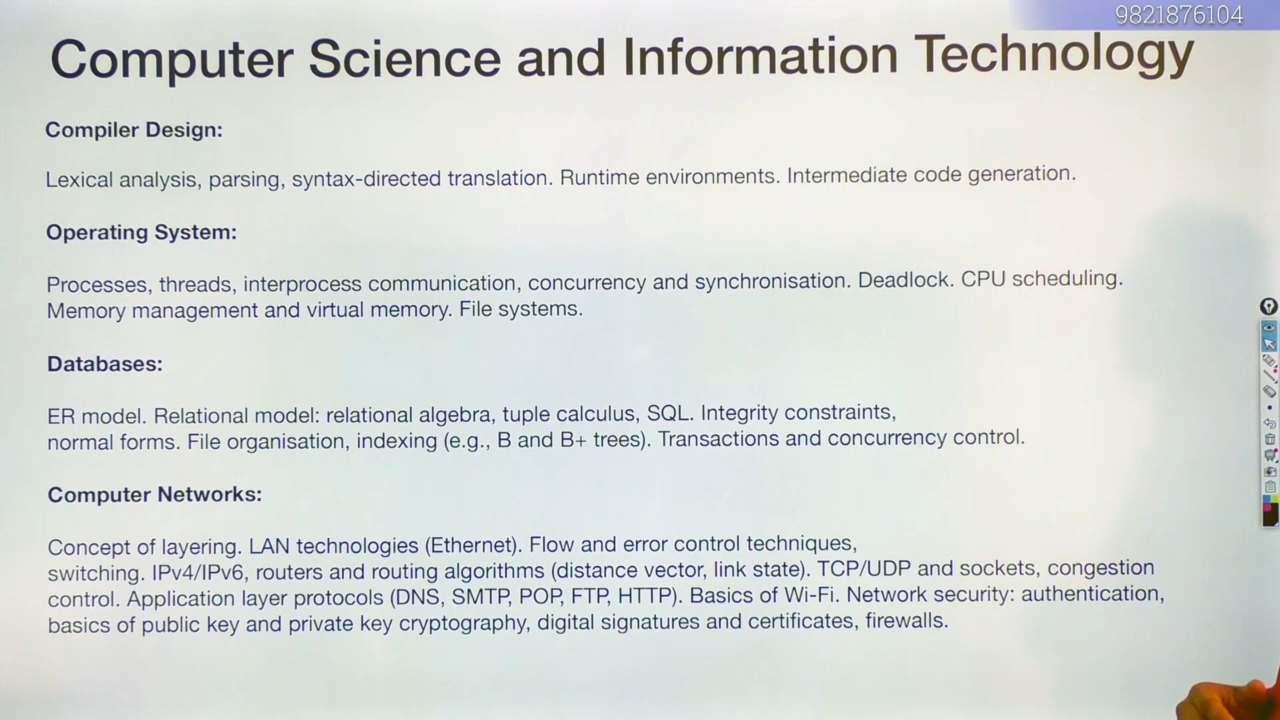 9821876104
Computer Science and Information Technology
Compiler Design:
Lexical analysis, parsing, syntax-directed translation. Runtime environments. Intermediate code generation.
Operating System:
Processes, threads, interprocess communication, concurrency and synchronisation. Deadlock. CPU scheduling.
Memory management and virtual memory. File systems.
Databases:
ER model. Relational model: relational algebra, tuple calculus, SQL. Integrity constraints,
normal forms. File organisation, indexing (e.g., B and B+ trees). Transactions and concurrency control.
Computer Networks:
Concept of layering. LAN technologies (Ethernet). Flow and error control techniques,
switching. IPv4/IPv6, routers and routing algorithms (distance vector, link state). TCP/UDP and sockets, congestion
control. Application layer protocols (DNS, SMTP, POP, FTP, HTTP). Basics of Wi-Fi. Network security: authentication,
basics of public key and private key cryptography, digital signatures and certificates, firewalls.